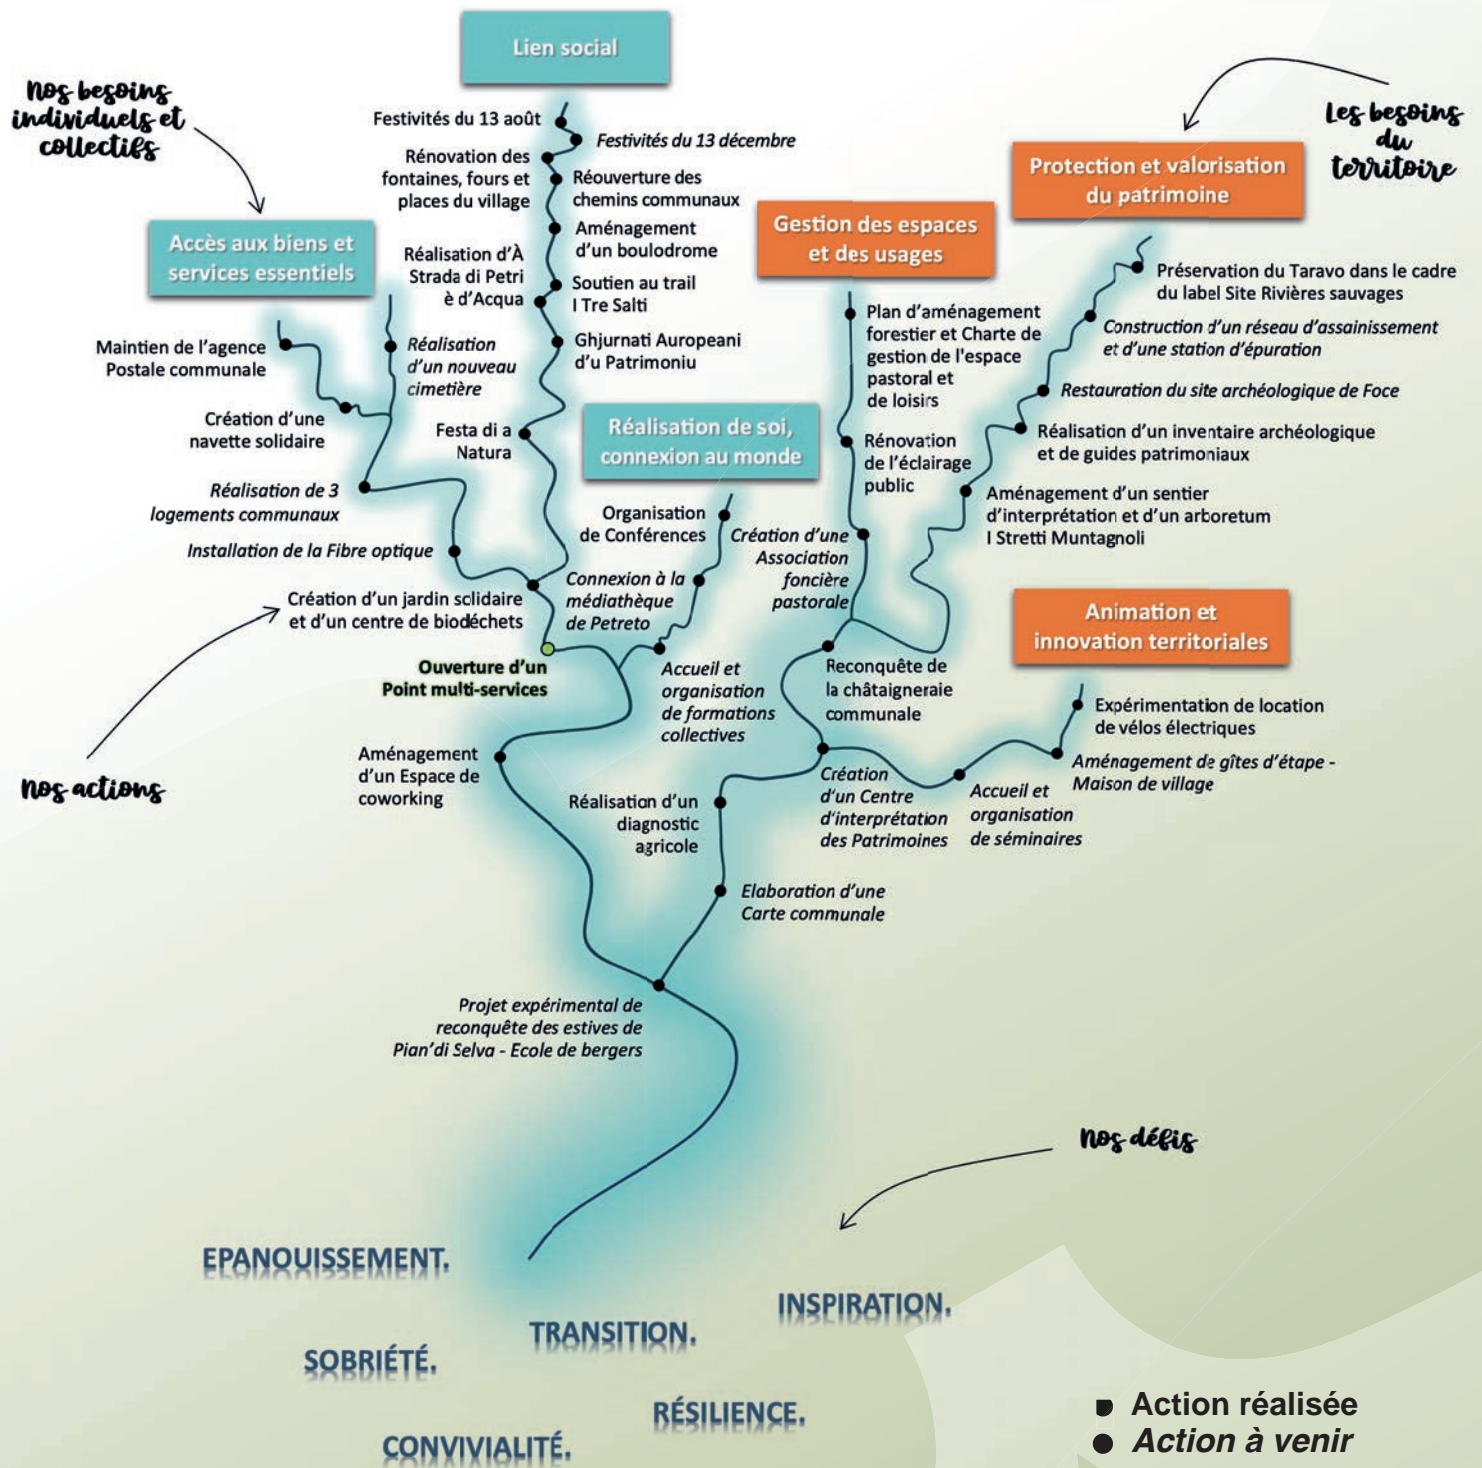 Lien social
Nos besoins
individuels et
collectifs
Les besoins
du
territoire
Festivités du 13 août
Festivités du 13 décembre
Rénovation des
fontaines, fours et
places du village
Réouverture des
chemins communaux
Aménagement
d'un boulodrome
Réalisation d'À
Strada di Petri
è d'Acqua
Soutien au trail
I Tre Salti
Ghjurnati Auropeani
d'u Patrimoniu
Festa di a
Natura
Accès aux biens et
services essentiels
Maintien de l'agence
Postale communale
Réalisation
d'un nouveau
cimetière
Création d'une
navette solidaire
Réalisation de 3
logements communaux
Installation de la Fibre optique
Création d'un jardin solidaire
et d'un centre de biodéchets
Ouverture d'un
Point multi-services
Réalisation de soi,
connexion au monde
Organisation
de Conférences
Connexion à la
médiathèque
de Petreto
Accueil et
organisation
de formations
collectives
Aménagement
d'un Espace de
coworking
Gestion des espaces
et des usages
Plan d'aménagement
forestier et Charte de
gestion de l'espace
pastoral et
de loisirs
Rénovation
de l'éclairage
public
Création d'une
Association
foncière
pastorale
Reconquête de
la châtaigneraie
communale
Protection et valorisation
du patrimoine
Préservation du Taravo dans le cadre
du label Site Rivières sauvages
Construction d'un réseau d'assainissement
et d'une station d'épuration
Restauration du site archéologique de Foce
Réalisation d'un inventaire archéologique
et de guides patrimoniaux
Aménagement d'un sentier
d'interprétation et d'un arboretum
I Stretti Muntagnoli
Animation et
innovation territoriales
Expérimentation de location
de vélos électriques
Aménagement de gîtes d'étape -
Maison de village
Accueil et
organisation
de séminaires
Création
d'un Centre
d'interprétation
des Patrimoines
Réalisation d'un
diagnostic
agricole
Elaboration d'une
Carte communale
Projet expérimental de
reconquête des estives de
Pian'di Selva - Ecole de bergers
Nos actions
Nos défis
EPANOUISSEMENT.
INSPIRATION.
TRANSITION.
SOBRIÉTÉ.
RÉSILIENCE.
CONVIVIALITÉ.
Action réalisée
Action à venir